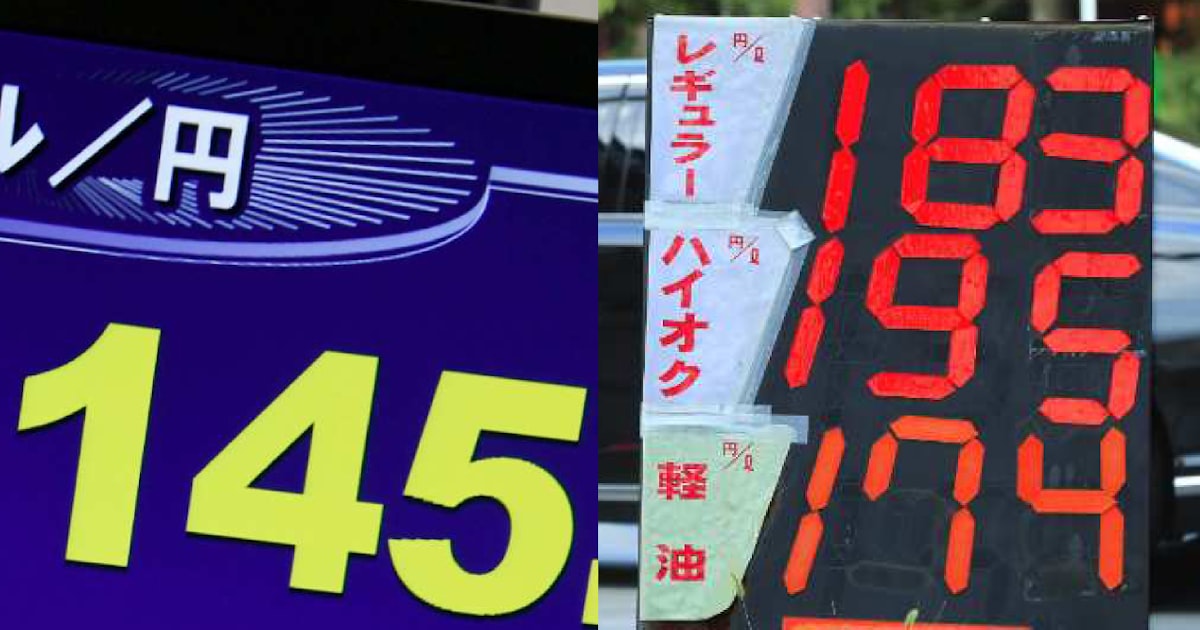 ル／円
145.
レギュラー 円/ℓ 183
ハイオク 円/ℓ 195
軽油 円/ℓ 174